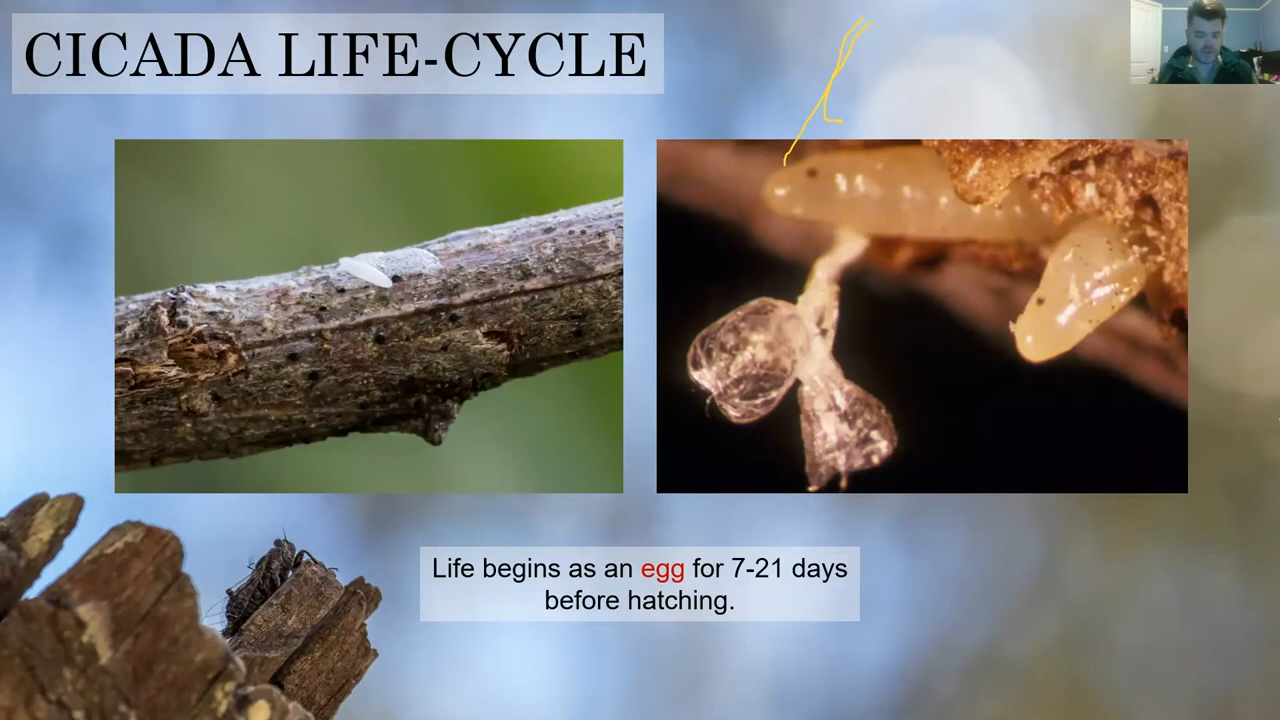 CICADA LIFE-CYCLE
Life begins as an egg for 7-21 days
before hatching.